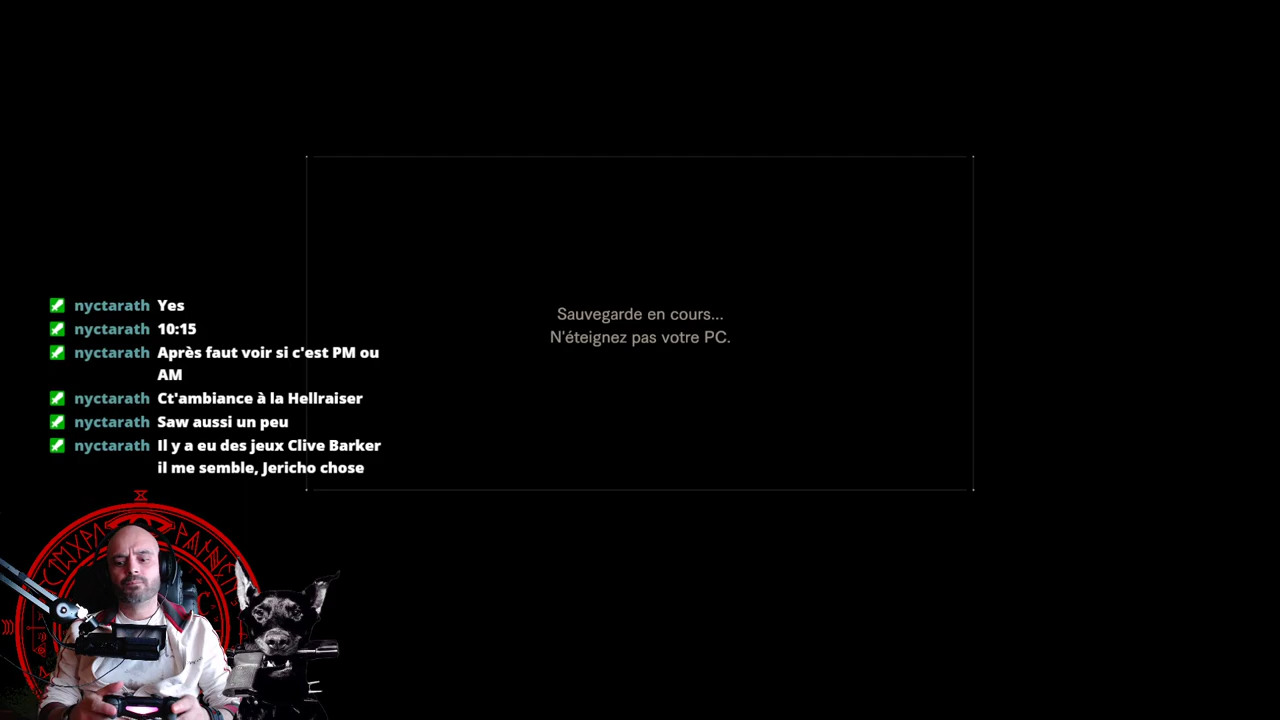 Sauvegarde en cours...
N'éteignez pas votre PC.
nyctarath Yes
nyctarath 10:15
nyctarath Après faut voir si c'est PM ou
AM
nyctarath Ct'ambiance à la Hellraiser
nyctarath Saw aussi un peu
nyctarath Il y a eu des jeux Clive Barker
il me semble, Jericho chose